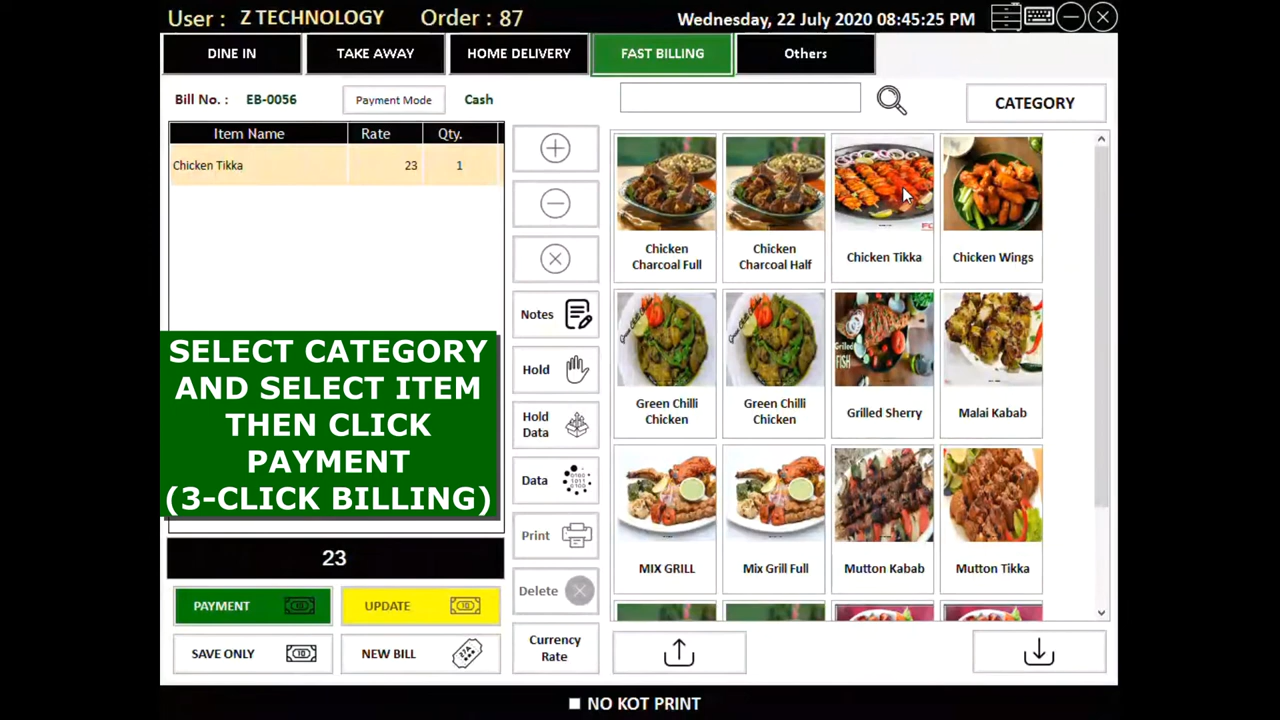 User : Z TECHNOLOGY Order : 87 Wednesday, 22 July 2020 08:45:25 PM
DINE IN TAKE AWAY HOME DELIVERY FAST BILLING Others
Bill No. : EB-0056 Payment Mode Cash CATEGORY
Item Name Rate Qty.
Chicken Tikka 23 1
SELECT CATEGORY
AND SELECT ITEM
THEN CLICK
PAYMENT
(3-CLICK BILLING)
23
PAYMENT UPDATE
SAVE ONLY NEW BILL
Notes
Hold
Hold
Data
Data
Print
Delete
Currency
Rate
Chicken
Charcoal Full
Chicken
Charcoal Half
Chicken Tikka
Chicken Wings
Green Chilli
Chicken
Green Chilli
Chicken
Grilled
FISH
Grilled Sherry
Malai Kabab
MIX GRILL
Mix Grill Full
Mutton Kabab
Mutton Tikka
NO KOT PRINT